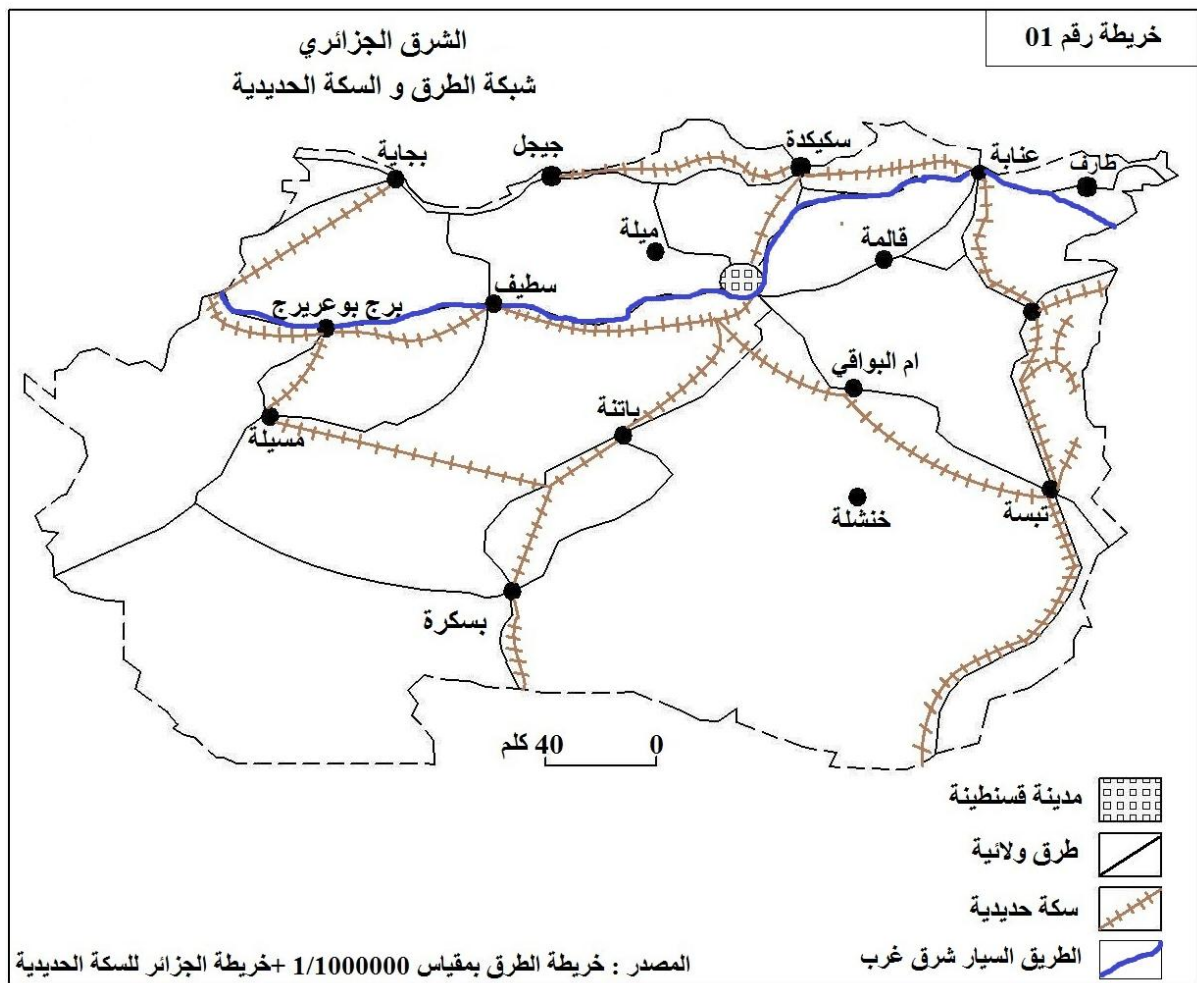 خريطة رقم 01
الشرق الجزائري
شبكة الطرق و السكة الحديدية
طارف
عنابة
سكيكدة
جيجل
بجاية
قالمة
ميلة
سطيف
برج بوعريرج
ام البواقي
باتنة
مسيلة
تبسة
خنشلة
بسكرة
0
40 كلم
مدينة قسنطينة
طرق ولائية
سكة حديدية
الطريق السيار شرق غرب
المصدر : خريطة الطرق بمقياس 1/1000000 +خريطة الجزائر للسكة الحديدية